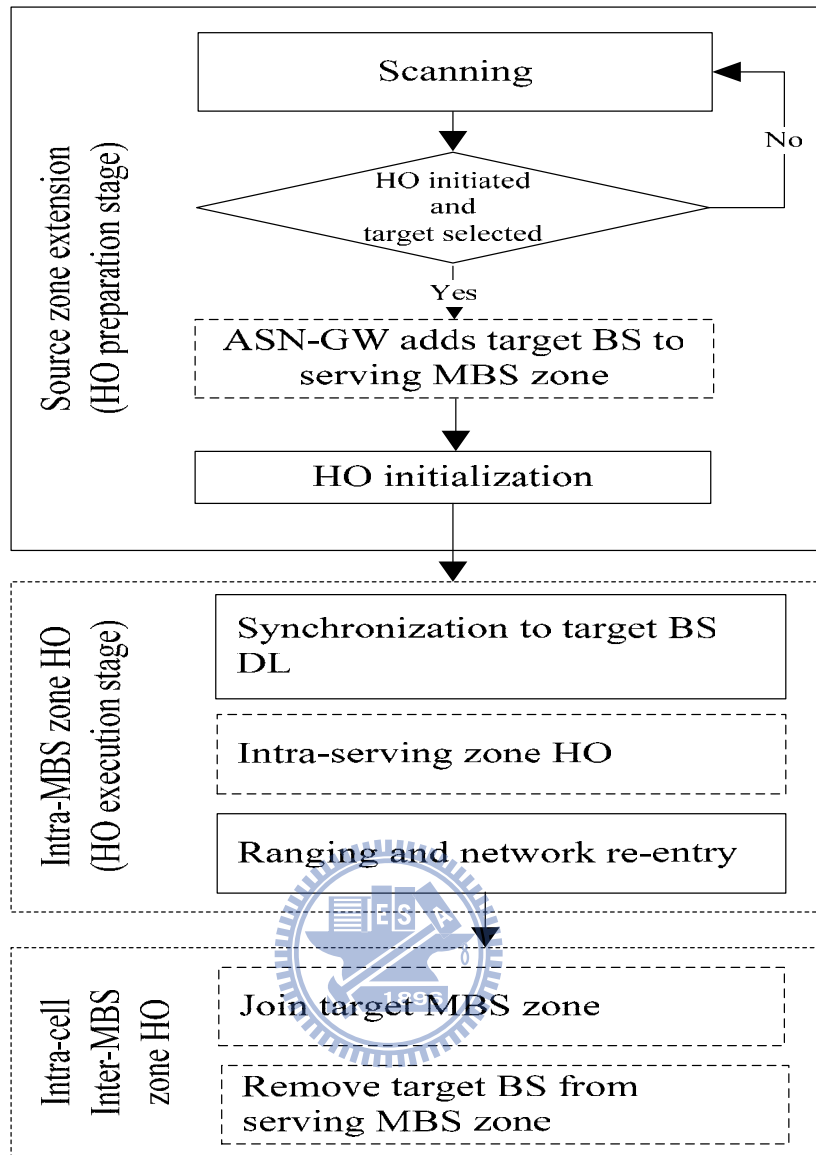 Source zone extension
(HO preparation stage)
Scanning
No
HO initiated
and
target selected
Yes
ASN-GW adds target BS to
serving MBS zone
HO initialization
Intra-MBS zone HO
(HO execution stage)
Synchronization to target BS
DL
Intra-serving zone HO
Ranging and network re-entry
E S A
1896
Intra-cell
Inter-MBS
zone HO
Join target MBS zone
Remove target BS from
serving MBS zone